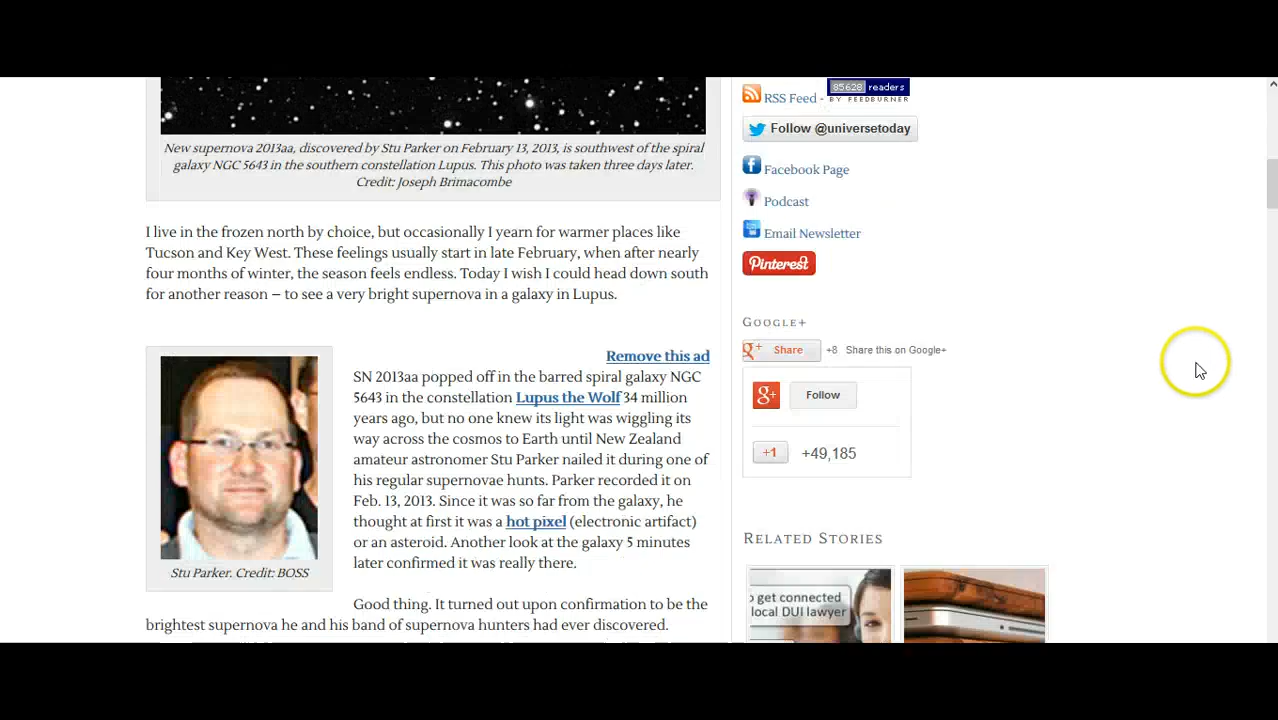 New supernova 2013aa, discovered by Stu Parker on February 13, 2013, is southwest of the spiral
galaxy NGC 5643 in the southern constellation Lupus. This photo was taken three days later.
Credit: Joseph Brimacombe
I live in the frozen north by choice, but occasionally I yearn for warmer places like
Tucson and Key West. These feelings usually start in late February, when after nearly
four months of winter, the season feels endless. Today I wish I could head down south
for another reason – to see a very bright supernova in a galaxy in Lupus.
Remove this ad
SN 2013aa popped off in the barred spiral galaxy NGC
5643 in the constellation Lupus the Wolf 34 million
years ago, but no one knew its light was wiggling its
way across the cosmos to Earth until New Zealand
amateur astronomer Stu Parker nailed it during one of
his regular supernovae hunts. Parker recorded it on
Feb. 13, 2013. Since it was so far from the galaxy, he
thought at first it was a hot pixel (electronic artifact)
or an asteroid. Another look at the galaxy 5 minutes
later confirmed it was really there.
Stu Parker. Credit: BOSS
Good thing. It turned out upon confirmation to be the
brightest supernova he and his band of supernova hunters had ever discovered.
RSS Feed - 85628 readers
BY FEEDBURNER
Follow @universetoday
Facebook Page
Podcast
Email Newsletter
Pinterest
Google+
g+ Share +8 Share this on Google+
g+ Follow
+1 +49,185
Related Stories
o get connected
local DUI lawyer